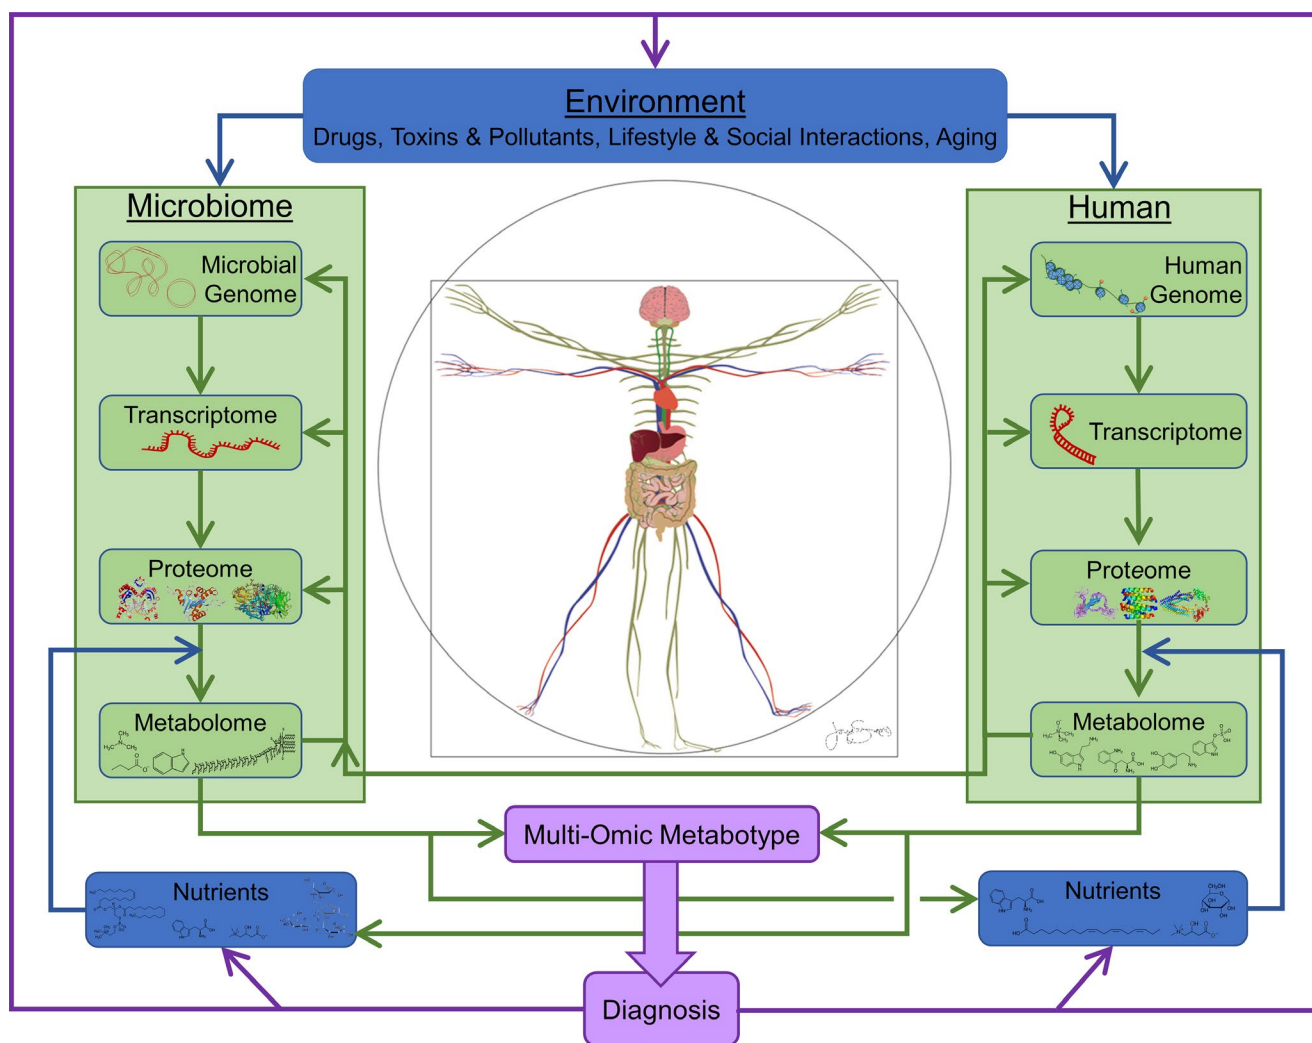 Environment
Drugs, Toxins & Pollutants, Lifestyle & Social Interactions, Aging
Microbiome
Microbial
Genome
Transcriptome
Proteome
Metabolome
Human
Human
Genome
Transcriptome
Proteome
Metabolome
Multi-Omic Metabotype
Nutrients
Nutrients
Diagnosis